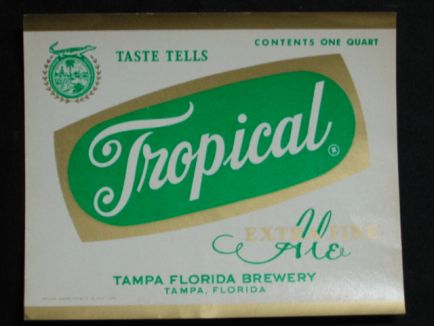 TASTE TELLS
CONTENTS ONE QUART
Tropical ®
EXTRA FINE
Ale
TAMPA FLORIDA BREWERY
TAMPA, FLORIDA